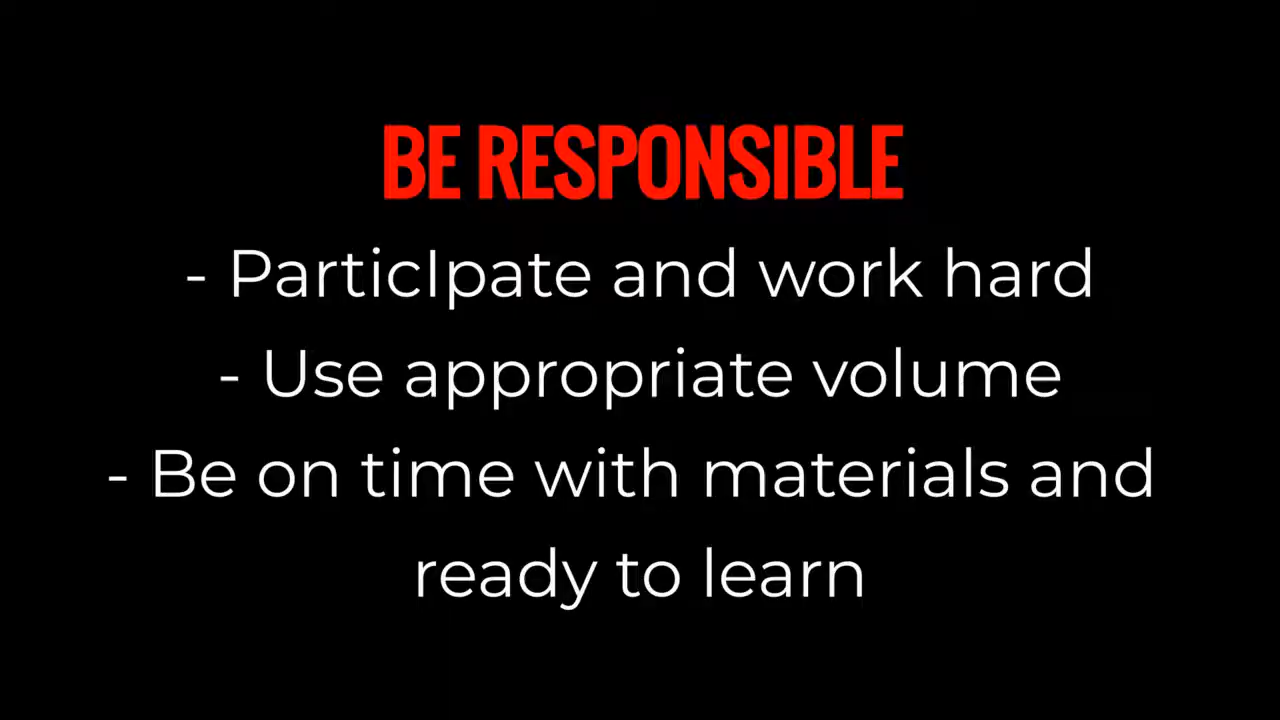 BE RESPONSIBLE
- PartIcIpate and work hard
- Use appropriate volume
- Be on time with materials and
ready to learn